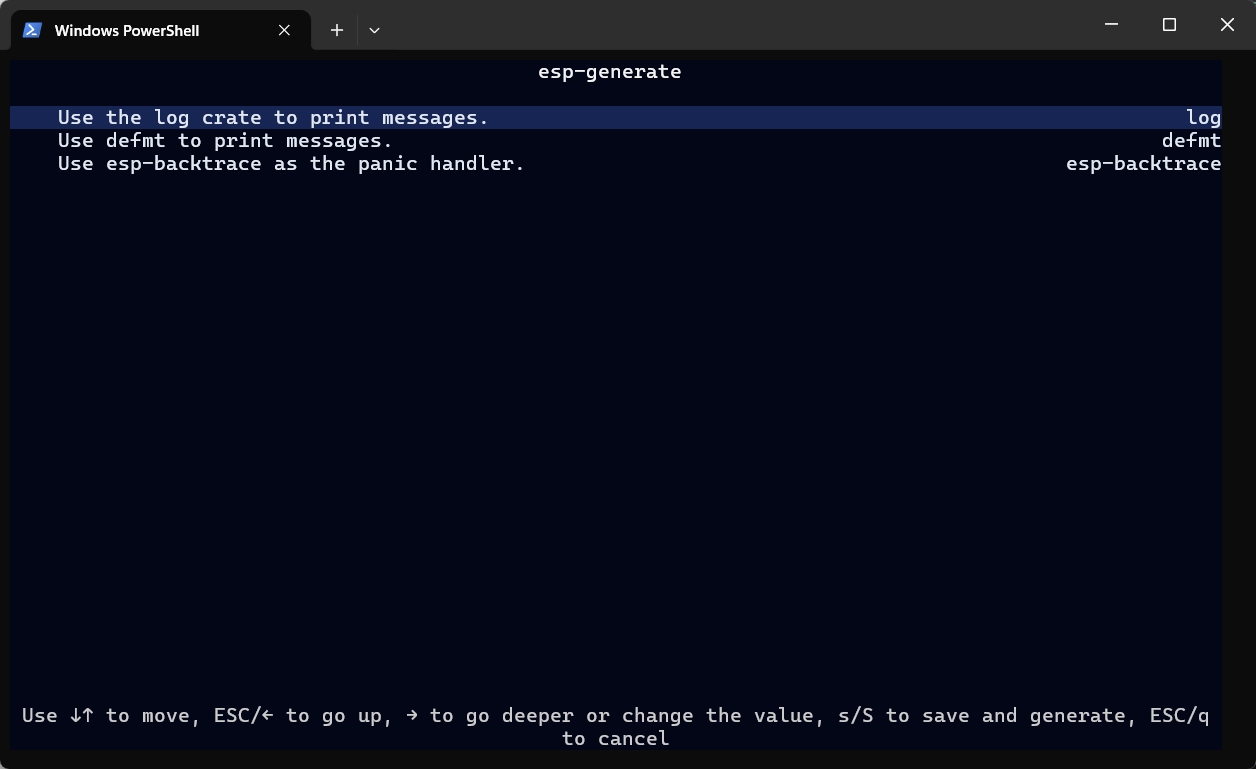 Windows PowerShell
esp-generate
Use the log crate to print messages. log
Use defmt to print messages. defmt
Use esp-backtrace as the panic handler. esp-backtrace
Use ↓↑ to move, ESC/← to go up, → to go deeper or change the value, s/S to save and generate, ESC/q
to cancel